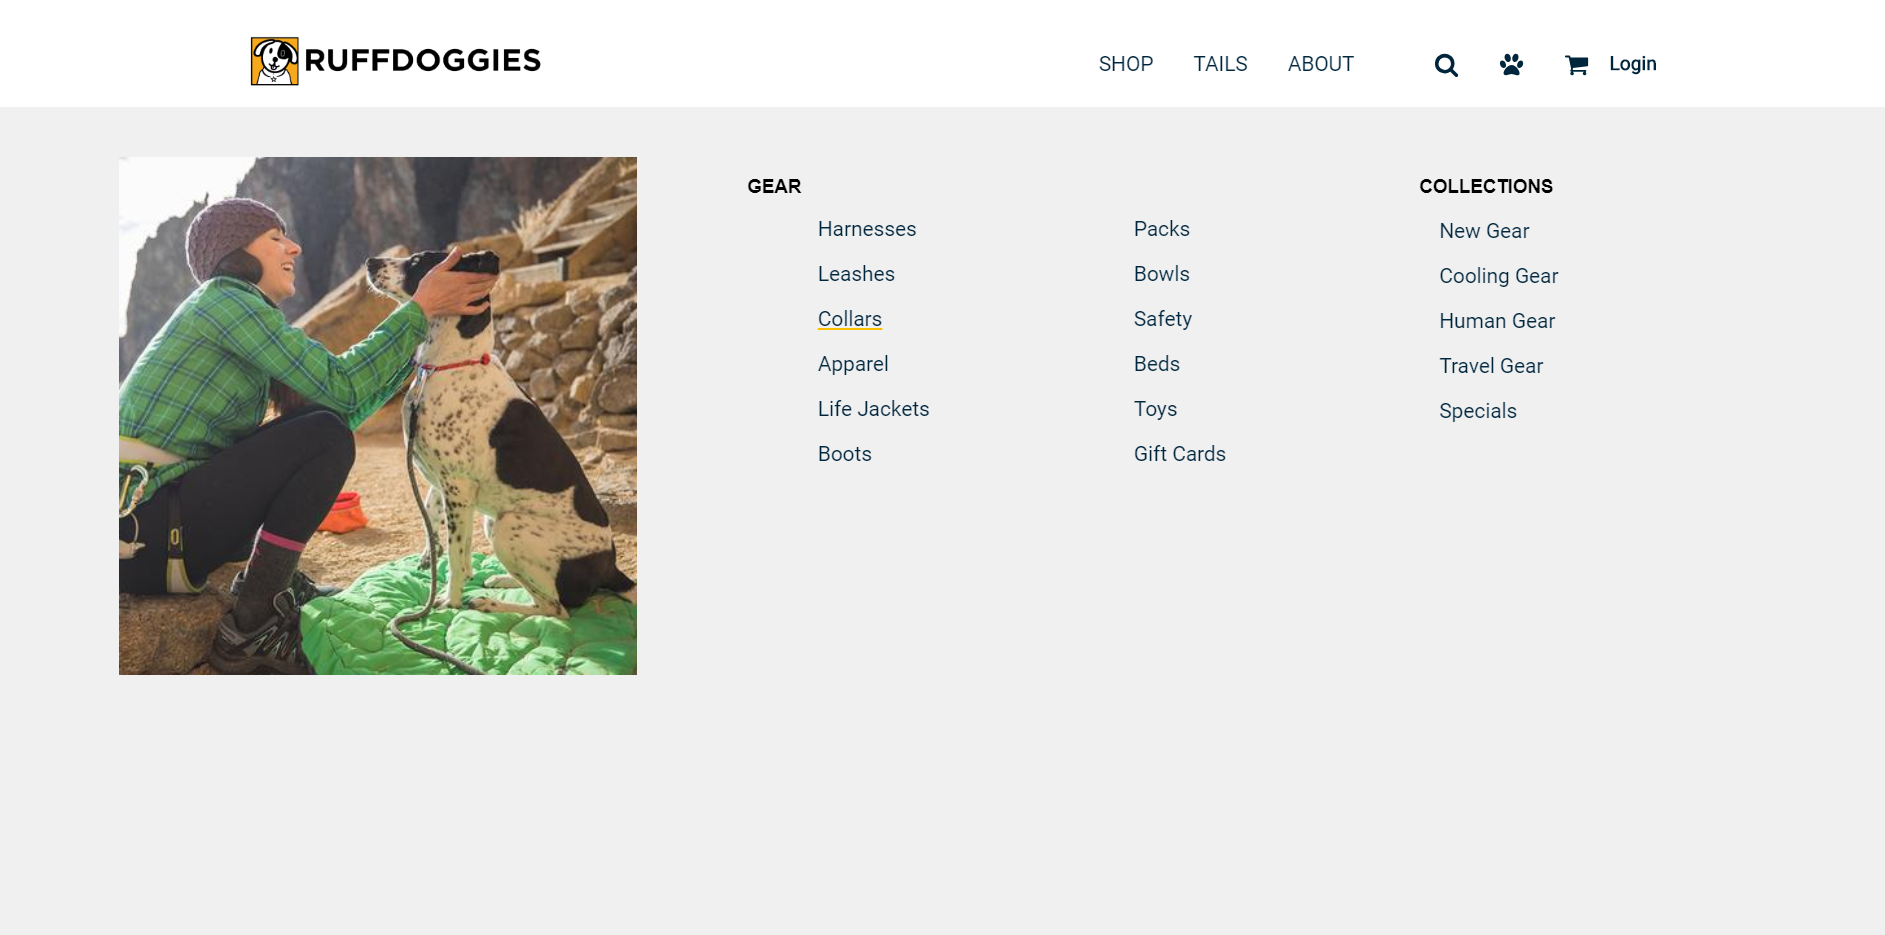 RUFFDOGGIES
SHOP TAILS ABOUT Login
GEAR
Harnesses
Leashes
Collars
Apparel
Life Jackets
Boots
Packs
Bowls
Safety
Beds
Toys
Gift Cards
COLLECTIONS
New Gear
Cooling Gear
Human Gear
Travel Gear
Specials